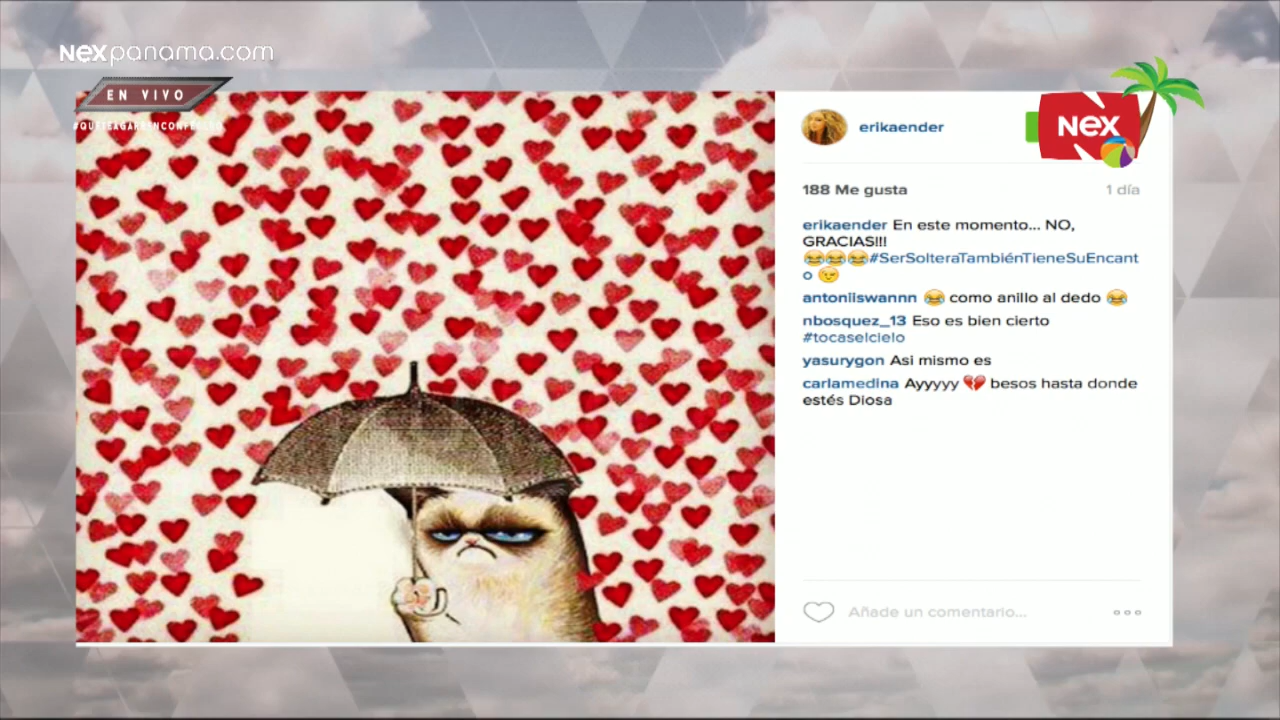 NEXpanama.com
EN VIVO
erikaender
NEX
188 Me gusta
1 día
erikaender En este momento... NO,
GRACIAS!!!
😂😂😂#SerSolteraTambiénTieneSuEncant
o 😉
antoniiswannn 😂 como anillo al dedo 😂
nbosquez_13 Eso es bien cierto
#tocaselcielo
yasurygon Asi mismo es
carlamedina Ayyyyy 💔 besos hasta donde
estés Diosa
Añade un comentario...